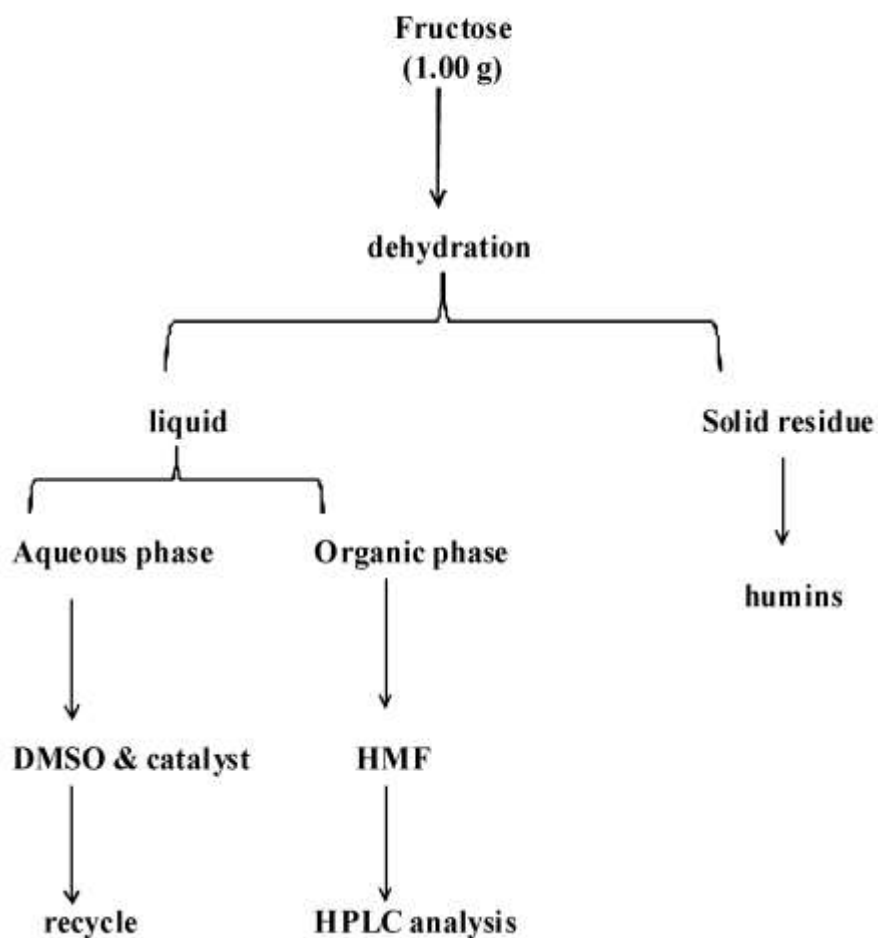 Fructose
(1.00 g)
dehydration
liquid
Solid residue
Aqueous phase
Organic phase
humins
DMSO & catalyst
HMF
recycle
HPLC analysis